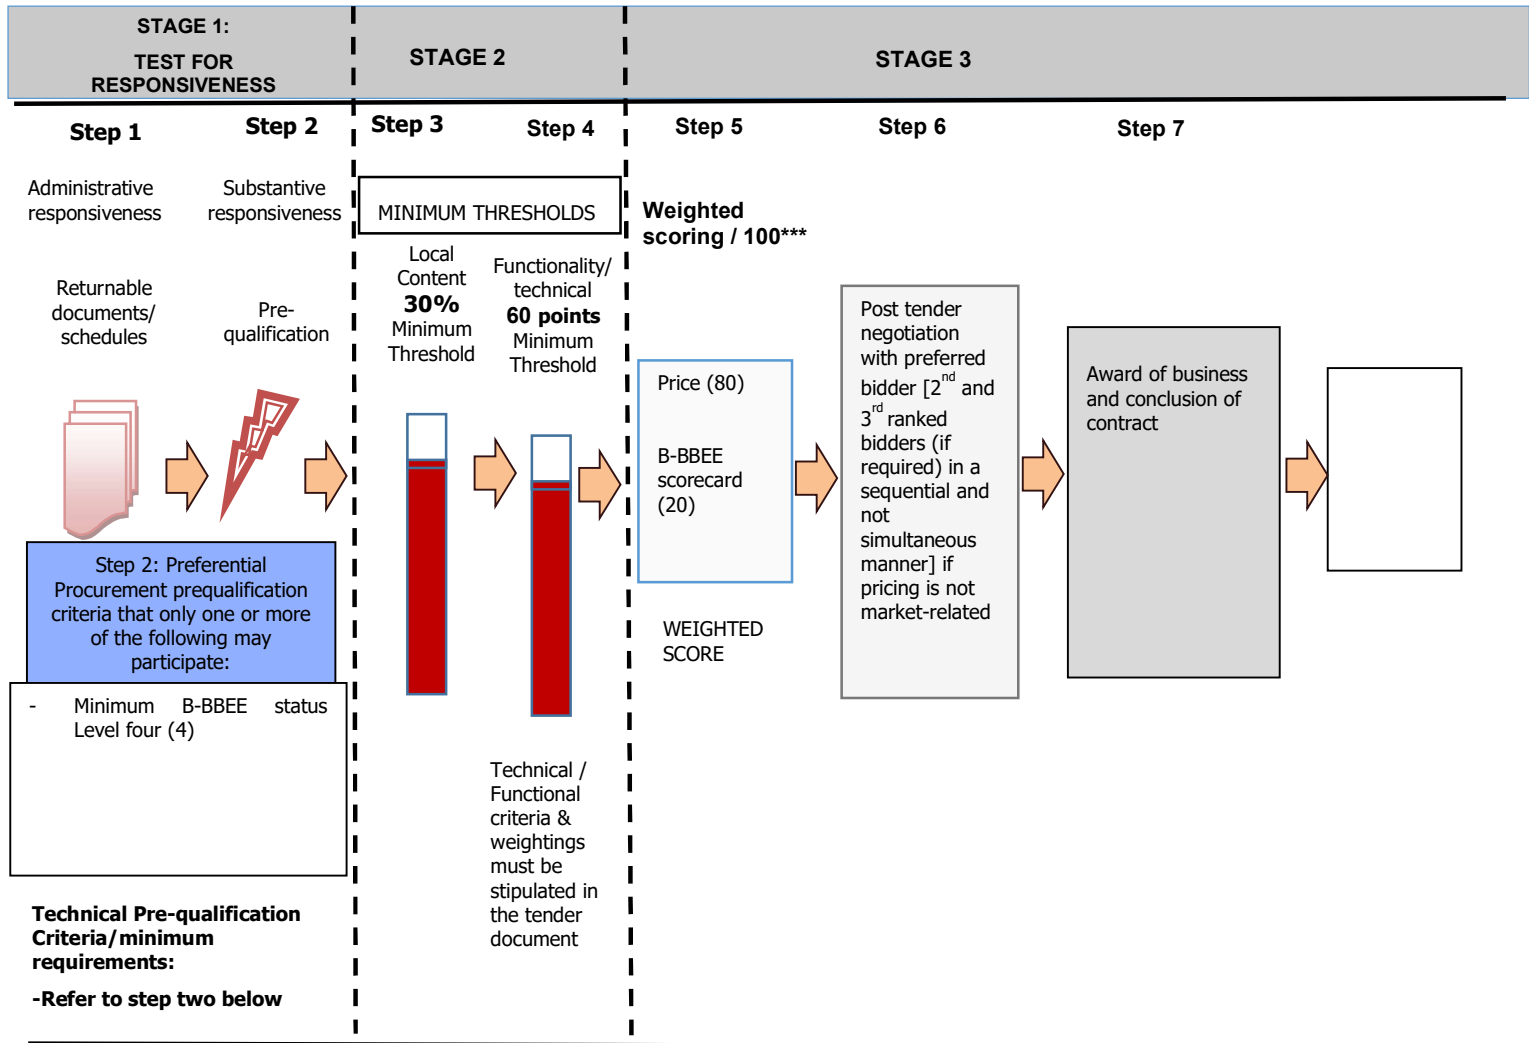 STAGE 1:
TEST FOR
RESPONSIVENESS
STAGE 2
STAGE 3
Step 1
Step 2
Step 3
Step 4
Step 5
Step 6
Step 7
Administrative
responsiveness
Substantive
responsiveness
MINIMUM THRESHOLDS
Weighted
scoring / 100***
Returnable
documents/
schedules
Pre-
qualification
Local
Content
30%
Minimum
Threshold
Functionality/
technical
60 points
Minimum
Threshold
Price (80)
B-BBEE
scorecard
(20)
WEIGHTED
SCORE
Post tender
negotiation
with preferred
bidder [2nd and
3rd ranked
bidders (if
required) in a
sequential and
not
simultaneous
manner] if
pricing is not
market-related
Award of business
and conclusion of
contract
Step 2: Preferential
Procurement prequalification
criteria that only one or more
of the following may
participate:
- Minimum B-BBEE status
Level four (4)
Technical /
Functional
criteria &
weightings
must be
stipulated in
the tender
document
Technical Pre-qualification
Criteria/minimum
requirements:
-Refer to step two below